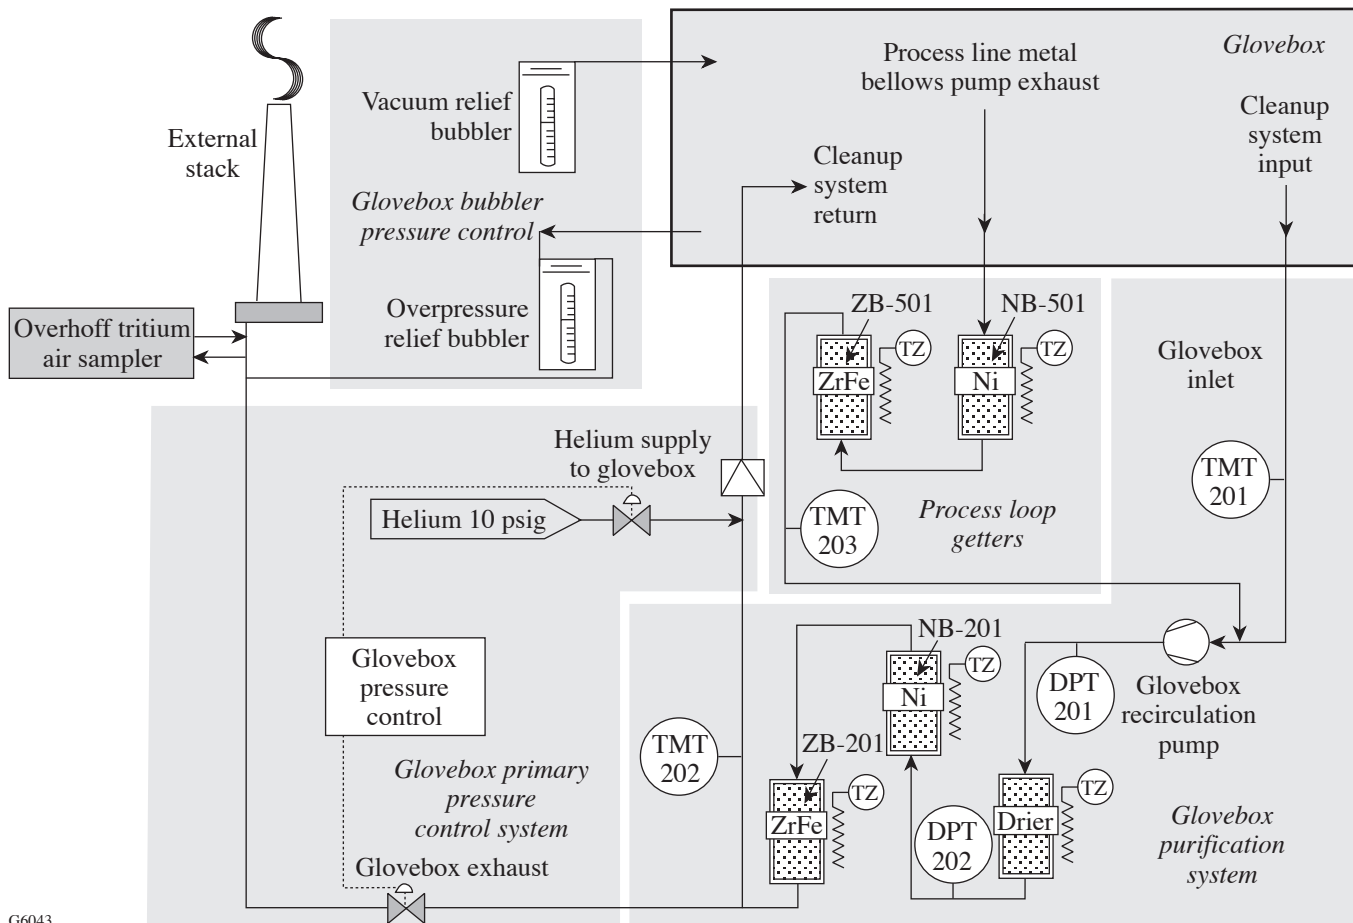 Glovebox
Process line metal
bellows pump exhaust
Cleanup
system
input
Vacuum relief
bubbler
External
stack
Cleanup
system
return
Glovebox bubbler
pressure control
Overpressure
relief bubbler
Overhoff tritium
air sampler
ZB-501
NB-501
TZ
TZ
ZrFe
Ni
Glovebox
inlet
Helium supply
to glovebox
TMT
201
Helium 10 psig
TMT
203
Process loop
getters
NB-201
TZ
Ni
Glovebox
pressure
control
DPT
201
Glovebox
recirculation
pump
TMT
202
ZB-201
Glovebox primary
pressure
control system
TZ
TZ
ZrFe
DPT
202
Drier
Glovebox
purification
system
Glovebox exhaust
G6043